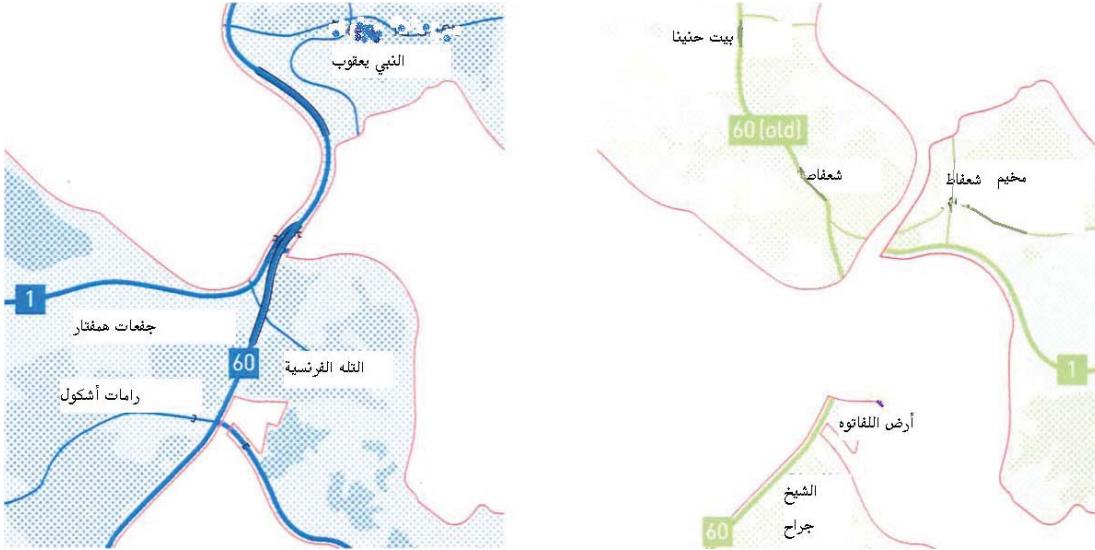 النبي يعقوب
1
جفعات همفتار
60
التله الفرنسية
رامات أشكول
بيت حنينا
60 (old)
شعفاط
مخيم شعفاط
1
أرض اللفاتوه
الشيخ
جراح
60